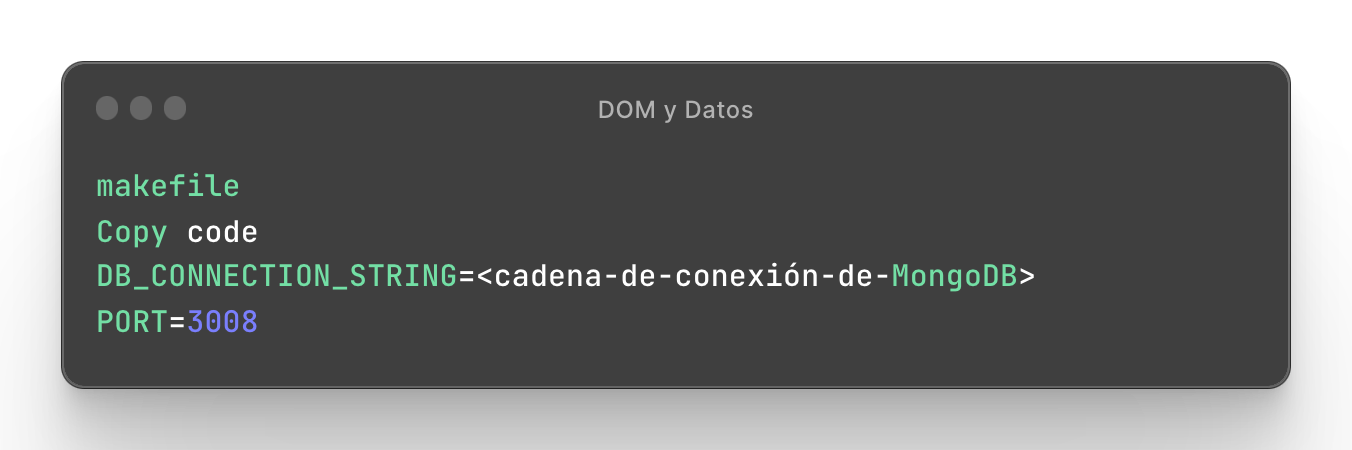 DOM y Datos
makefile
Copy code
DB_CONNECTION_STRING=<cadena-de-conexión-de-MongoDB>
PORT=3008